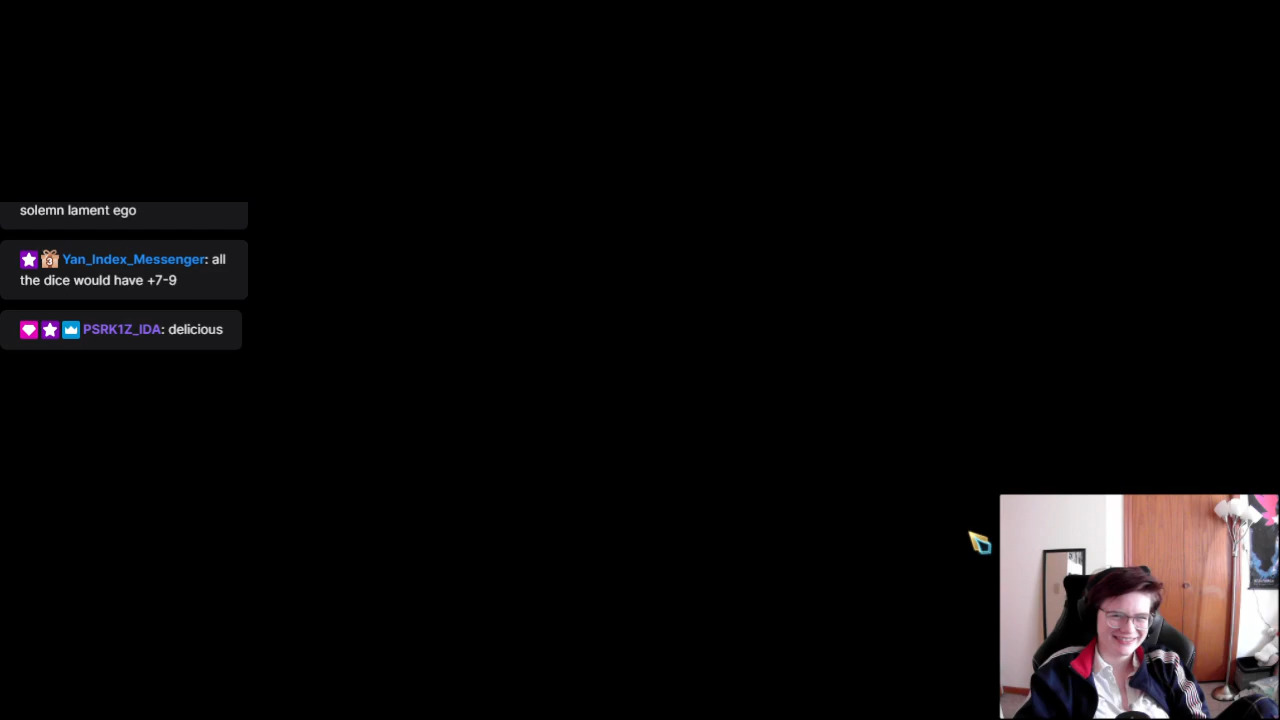 solemn lament ego
Yan_Index_Messenger: all
the dice would have +7-9
PSRK1Z_IDA: delicious